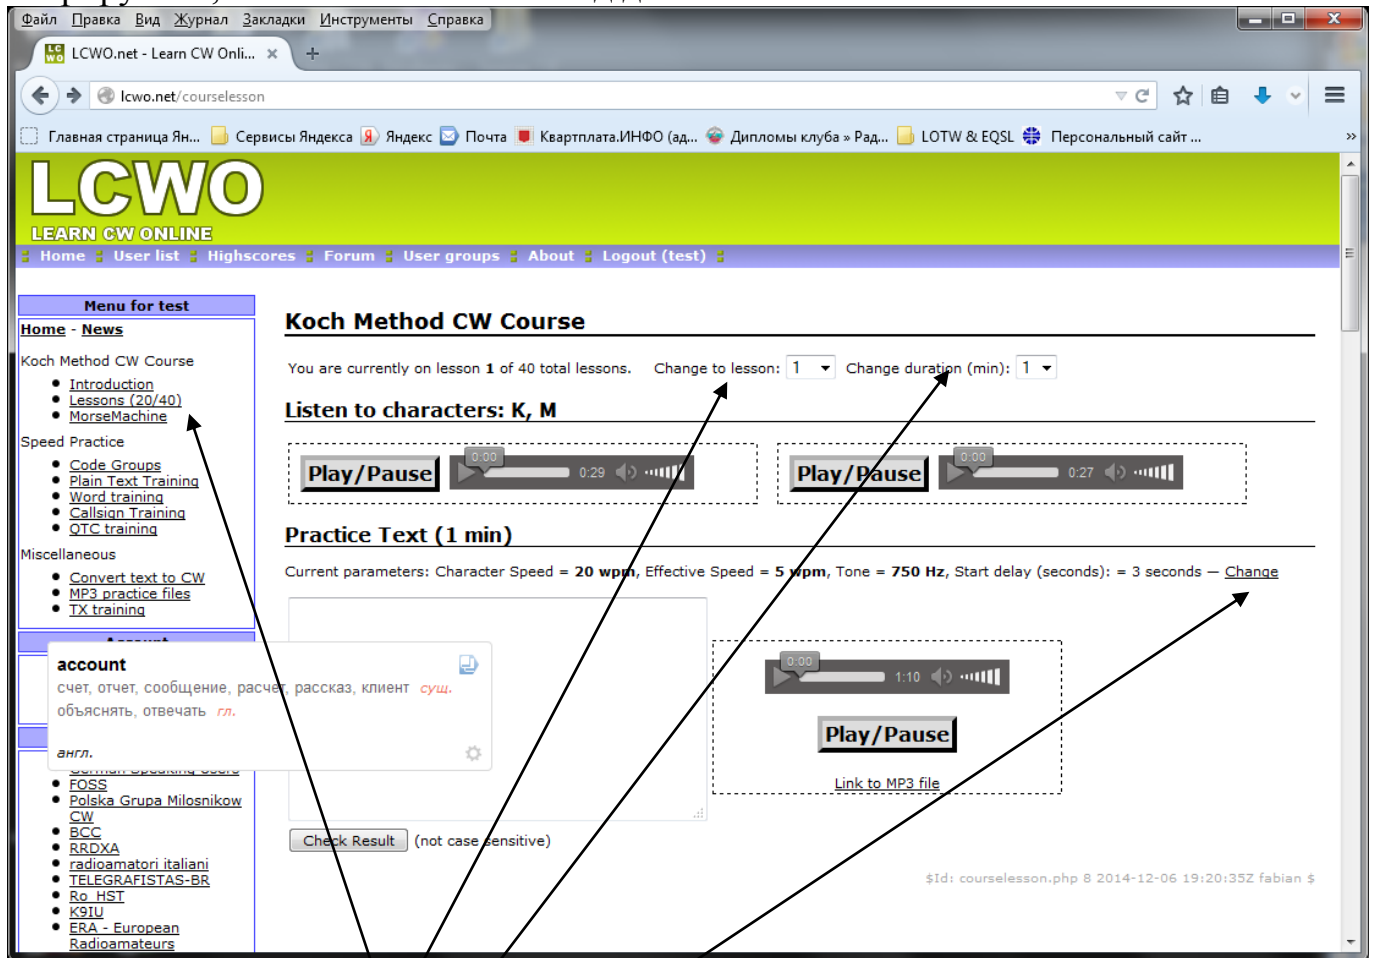 Файл Правка Вид Журнал Закладки Инструменты Справка
LCWO.net - Learn CW Onli...
lcwo.net/courselesson
Главная страница Ян... Сервисы Яндекса Яндекс Почта Квартплата.ИНФО (ад... Дипломы клуба » Рад... LOTW & EQSL Персональный сайт ... »
LCWO
LEARN CW ONLINE
Home User list Highscores Forum User groups About Logout (test)
Menu for test
Home - News
Koch Method CW Course
Introduction
Lessons (20/40)
MorseMachine
Speed Practice
Code Groups
Plain Text Training
Word training
Callsign Training
QTC training
Miscellaneous
Convert text to CW
MP3 practice files
TX training
account
счет, отчет, сообщение, расчет, рассказ, клиент сущ.
объяснять, отвечать гл.
англ.
German Speaking Users
FOSS
Polska Grupa Milosnikow
CW
BCC
RRDXA
radioamatori italiani
TELEGRAFISTAS-BR
Ro_HST
K9IU
ERA - European
Radioamateurs
Koch Method CW Course
You are currently on lesson 1 of 40 total lessons. Change to lesson: 1 Change duration (min): 1
Listen to characters: K, M
Play/Pause 0:00 0:29 Play/Pause 0:00 0:27
Practice Text (1 min)
Current parameters: Character Speed = 20 wpm, Effective Speed = 5 wpm, Tone = 750 Hz, Start delay (seconds): = 3 seconds — Change
0:00 1:10
Play/Pause
Link to MP3 file
Check Result (not case sensitive)
$Id: courselesson.php 8 2014-12-06 19:20:35Z fabian $